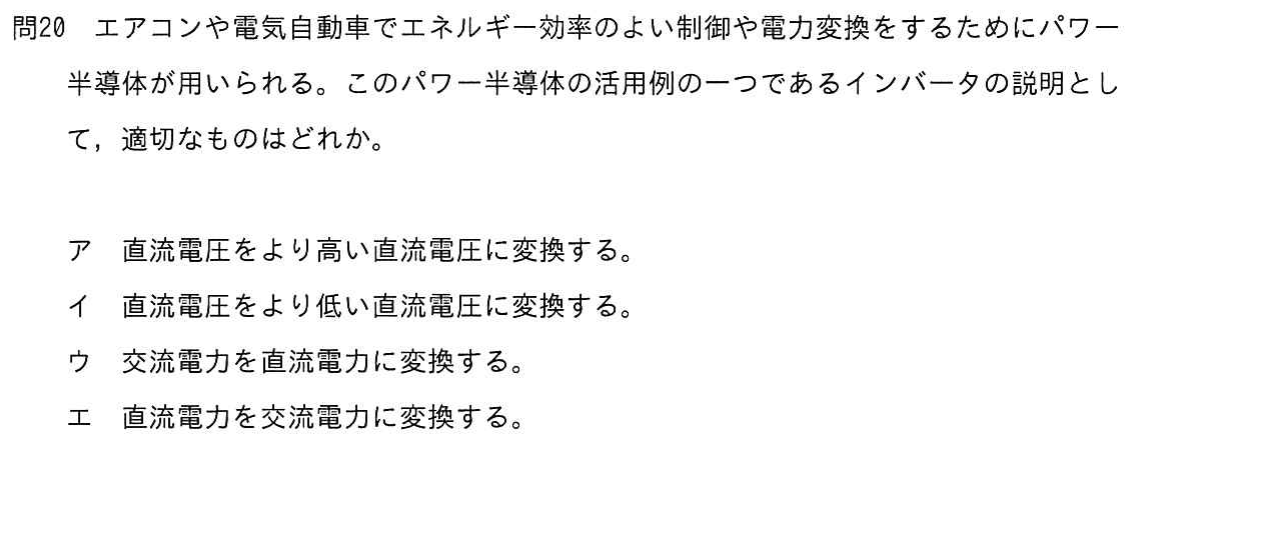 問20　エアコンや電気自動車でエネルギー効率のよい制御や電力変換をするためにパワー
半導体が用いられる。このパワー半導体の活用例の一つであるインバータの説明とし
て，適切なものはどれか。
ア　直流電圧をより高い直流電圧に変換する。
イ　直流電圧をより低い直流電圧に変換する。
ウ　交流電力を直流電力に変換する。
エ　直流電力を交流電力に変換する。